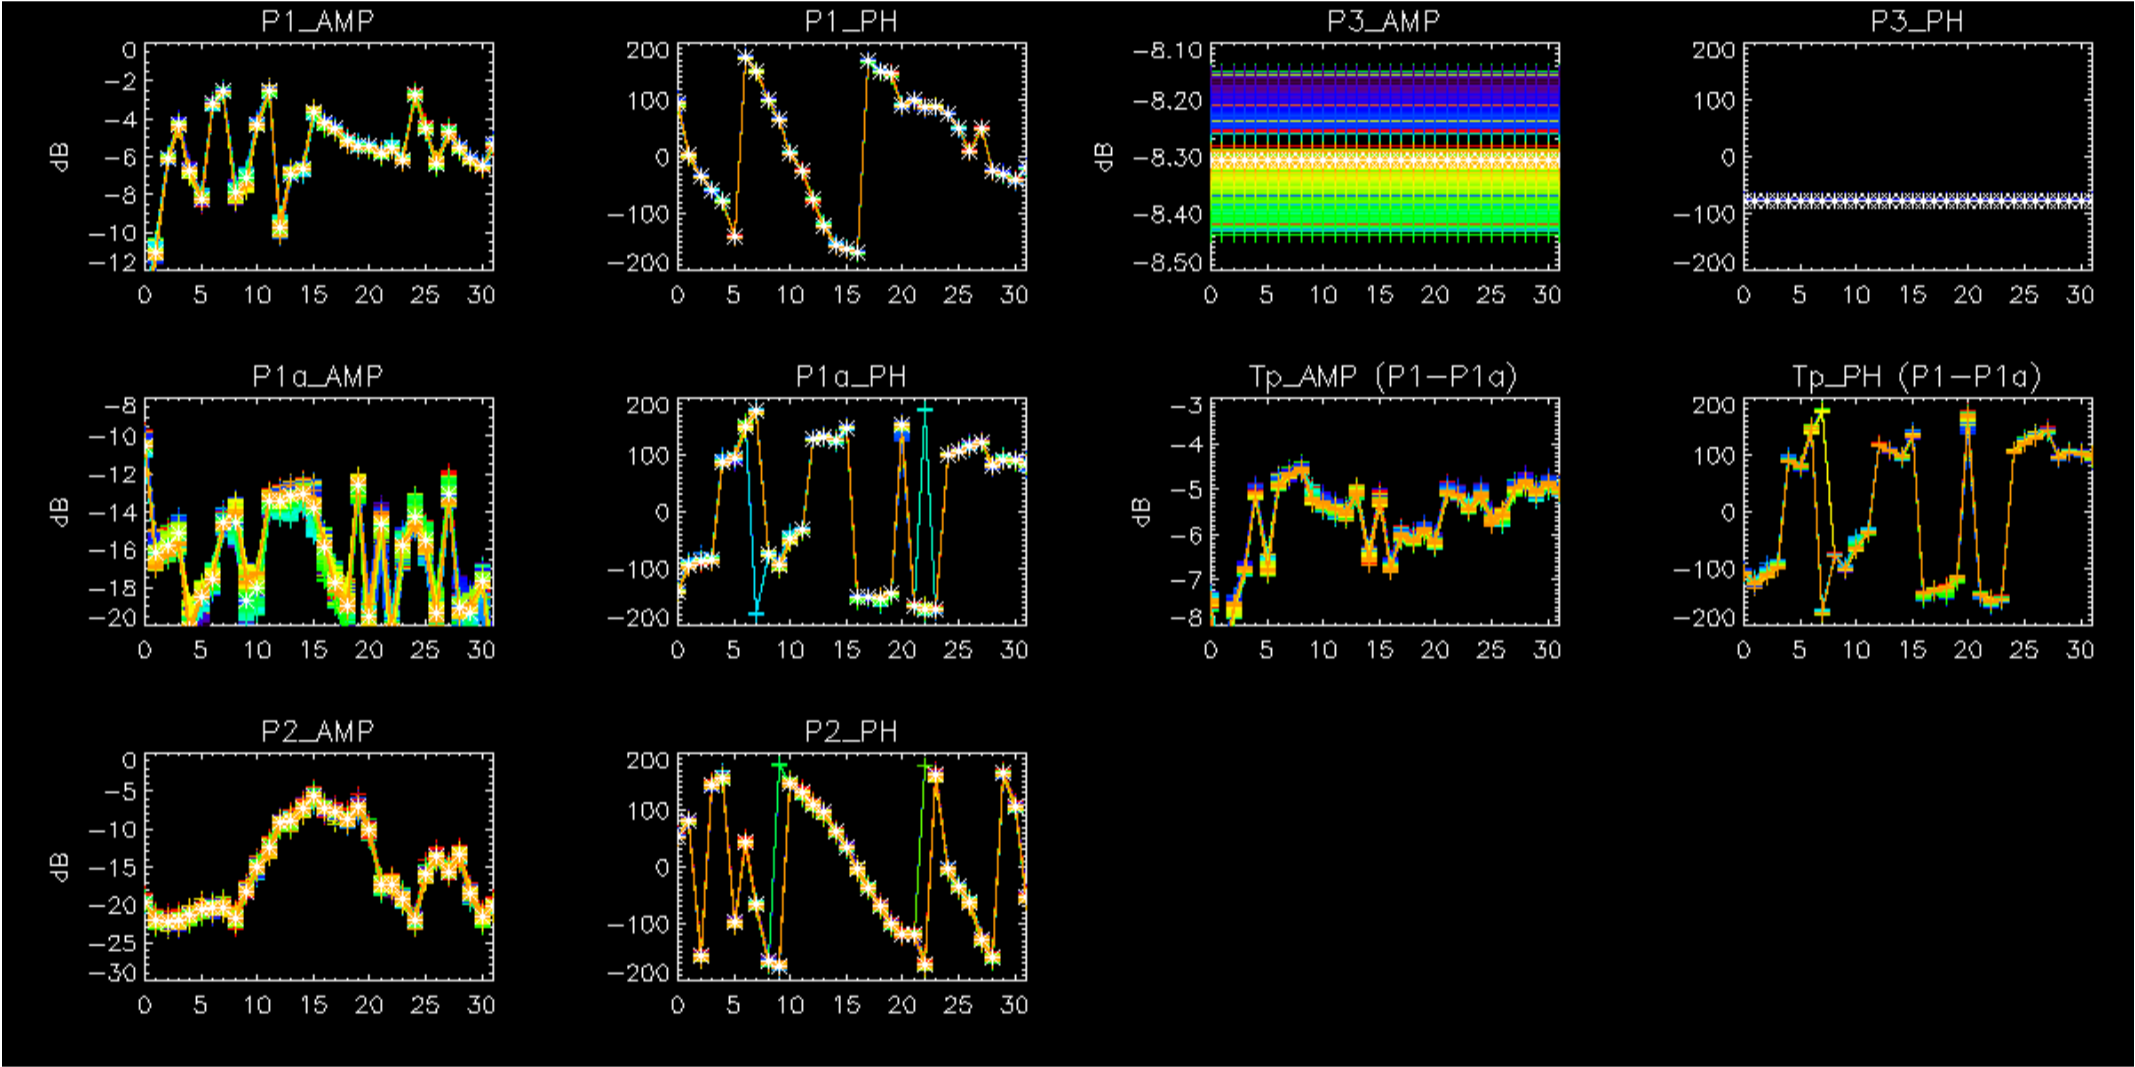 P1_AMP
P1_PH
P3_AMP
P3_PH
0
−2
−4
−6
−8
−10
−12
dB
0 5 10 15 20 25 30
200
100
0
−100
−200
0 5 10 15 20 25 30
−8.10
−8.20
−8.30
−8.40
−8.50
dB
0 5 10 15 20 25 30
200
100
0
−100
−200
0 5 10 15 20 25 30
P1a_AMP
P1a_PH
Tp_AMP (P1−P1a)
Tp_PH (P1−P1a)
−8
−10
−12
−14
−16
−18
−20
dB
0 5 10 15 20 25 30
200
100
0
−100
−200
0 5 10 15 20 25 30
−3
−4
−5
−6
−7
−8
dB
0 5 10 15 20 25 30
200
100
0
−100
−200
0 5 10 15 20 25 30
P2_AMP
P2_PH
0
−5
−10
−15
−20
−25
−30
dB
0 5 10 15 20 25 30
200
100
0
−100
−200
0 5 10 15 20 25 30